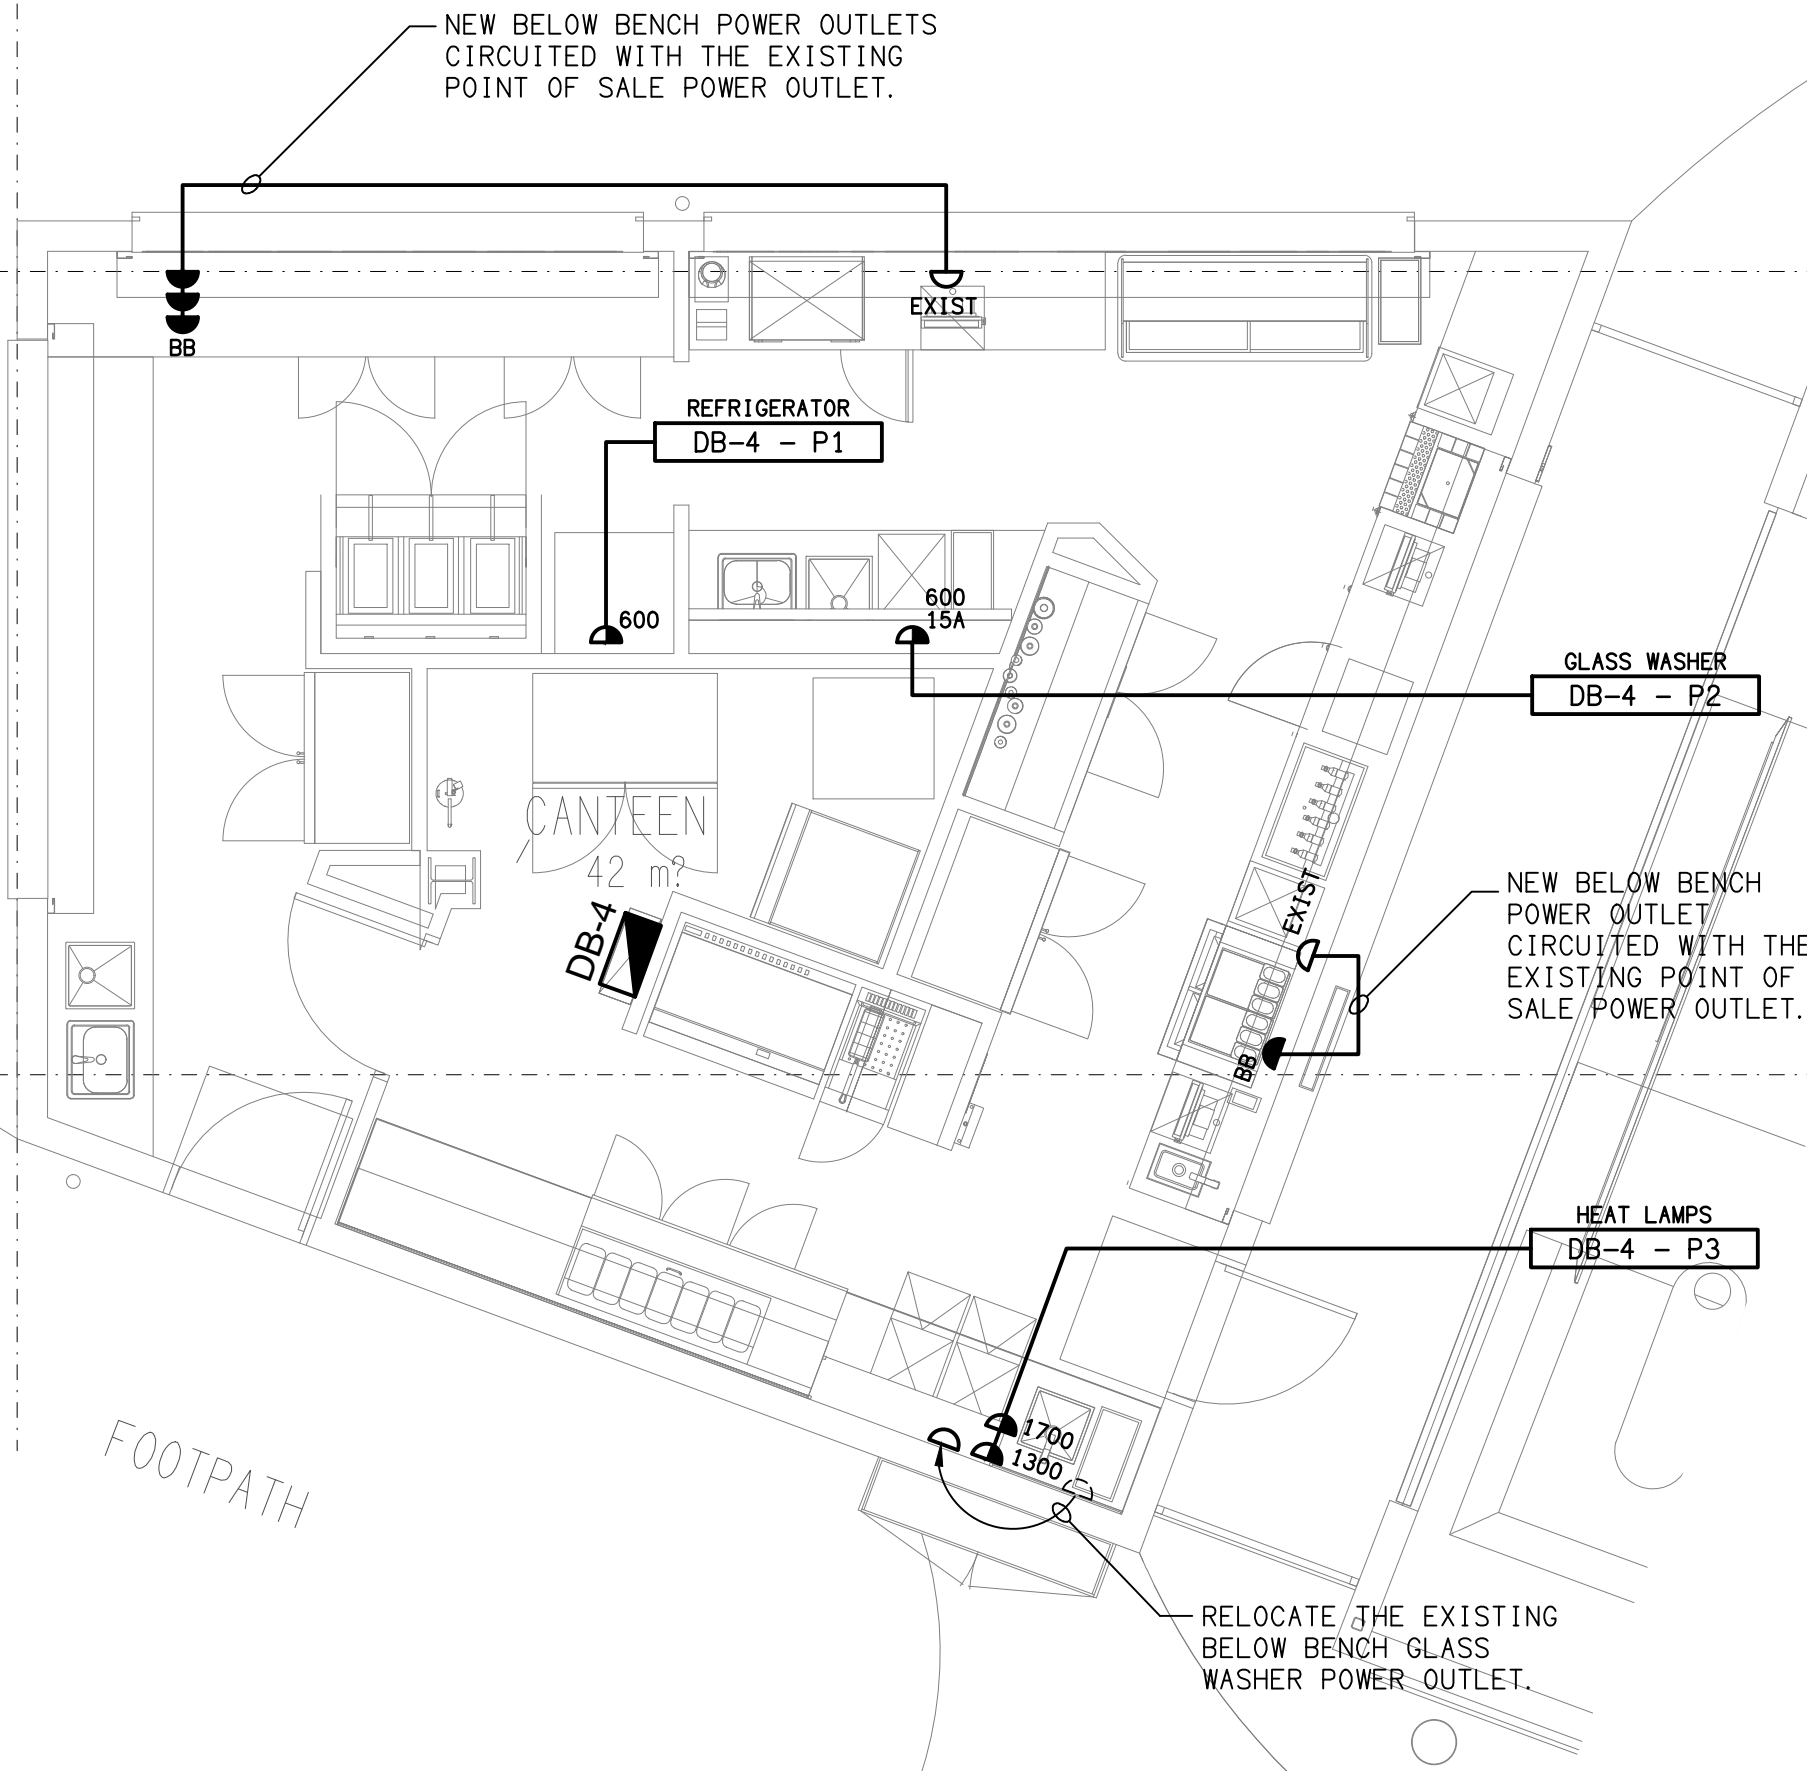 NEW BELOW BENCH POWER OUTLETS
CIRCUITED WITH THE EXISTING
POINT OF SALE POWER OUTLET.
EXIST
BB
REFRIGERATOR
DB-4 - P1
600
600
15A
GLASS WASHER
DB-4 - P2
CANTEEN
42 m?
DB-4
EXIST
BB
NEW BELOW BENCH
POWER OUTLET
CIRCUITED WITH THE
EXISTING POINT OF
SALE POWER OUTLET.
HEAT LAMPS
DB-4 - P3
1700
1300
FOOTPATH
RELOCATE THE EXISTING
BELOW BENCH GLASS
WASHER POWER OUTLET.